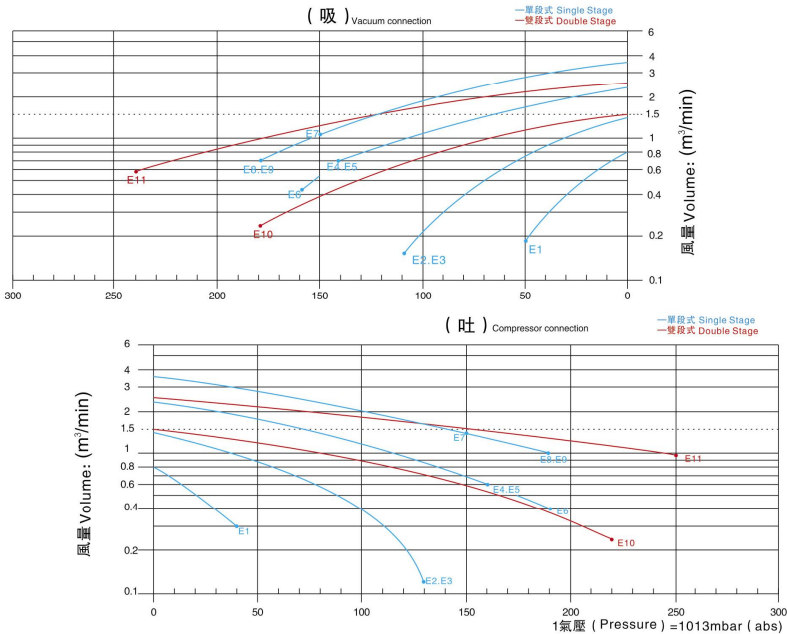 ( 吸 ) Vacuum connection
一單段式 Single Stage
一雙段式 Double Stage
6
4
3
2
1.5
1
0.8
0.6
0.4
0.2
0.1
風量 Volume: (m³/min)
E7
E8.E9
E4.E5
E11
E6
E10
E2.E3
E1
300
250
200
150
100
50
0
( 吐 ) Compressor connection
一單段式 Single Stage
一雙段式 Double Stage
6
4
3
2
1.5
1
0.8
0.6
0.4
0.2
0.1
風量 Volume: (m³/min)
E7
E8.E9
E11
E4.E5
E6
E1
E10
E2.E3
0
50
100
150
200
250
300
1氣壓 ( Pressure ) =1013mbar ( abs )